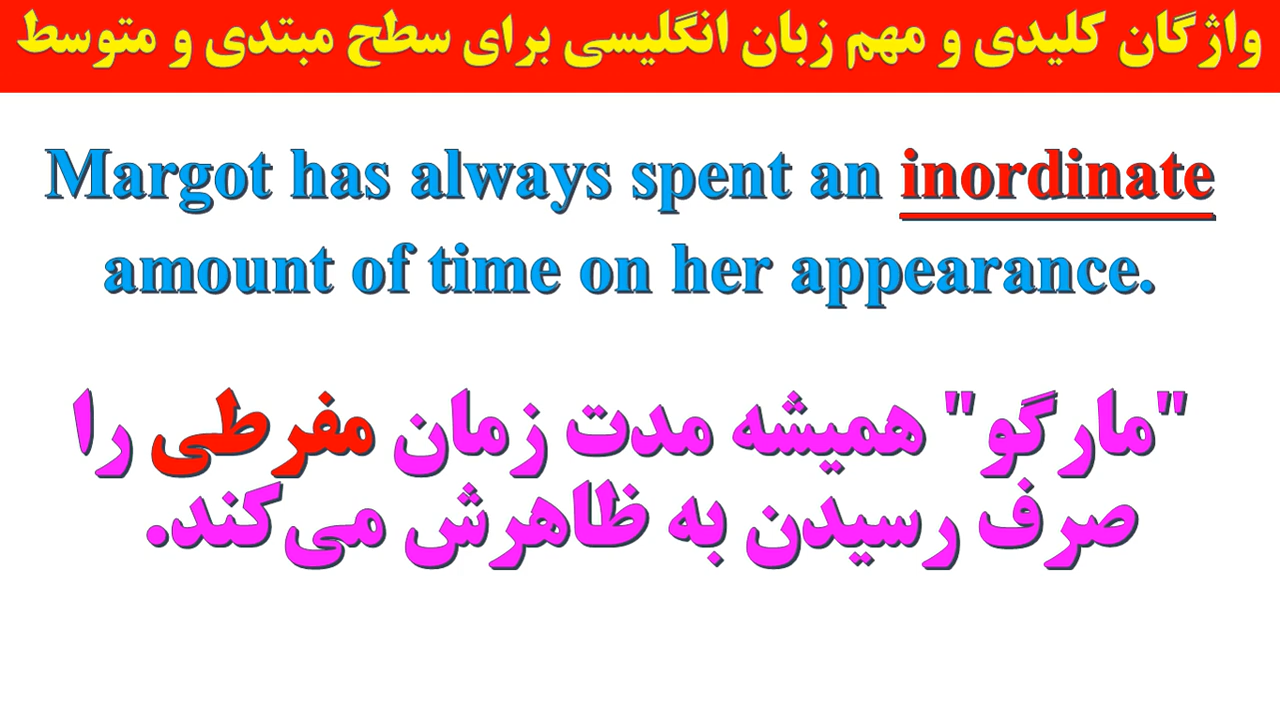 واژگان کلیدی و مهم زبان انگلیسی برای سطح مبتدی و متوسط
Margot has always spent an inordinate
amount of time on her appearance.
"مارگو" همیشه مدت زمان مفرطی را
صرف رسیدن به ظاهرش می‌کند.